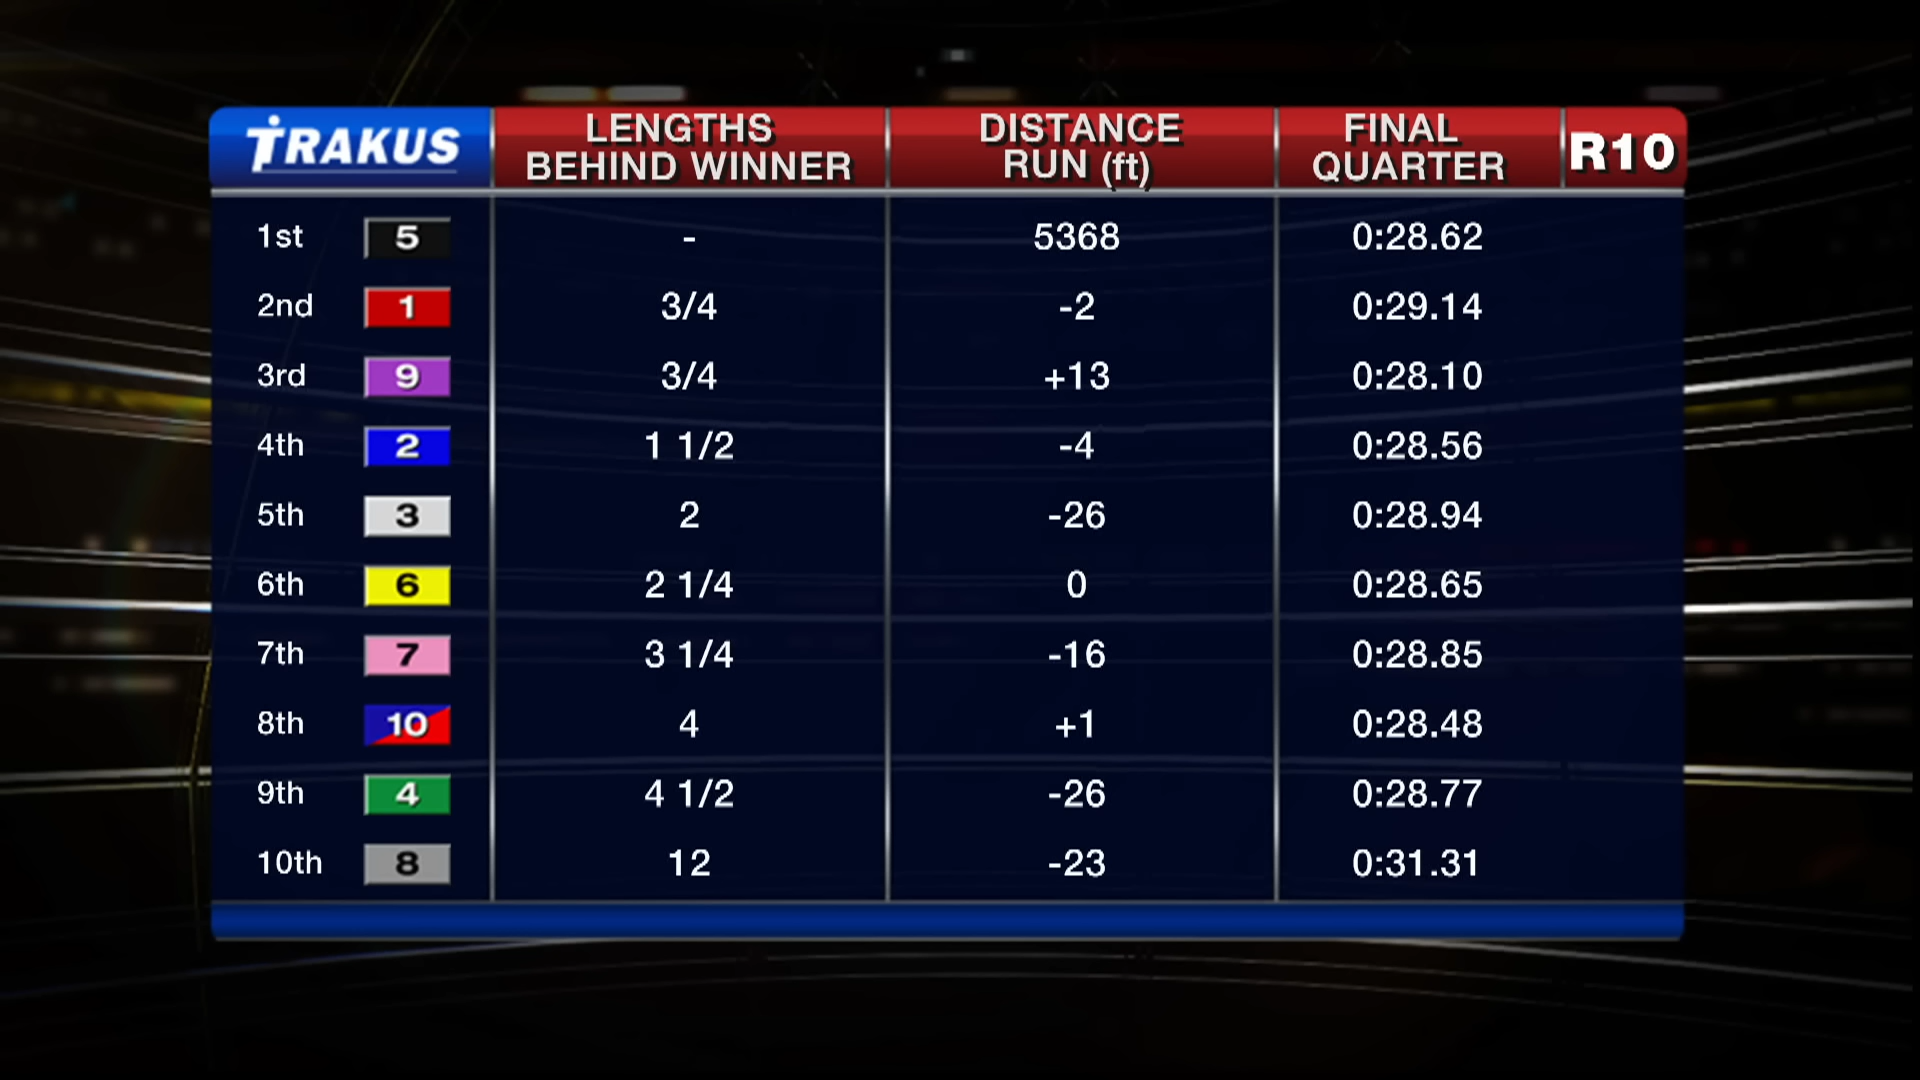 TRAKUS
LENGTHS
BEHIND WINNER
DISTANCE
RUN (ft)
FINAL
QUARTER
R10
1st 5 - 5368 0:28.62
2nd 1 3/4 -2 0:29.14
3rd 9 3/4 +13 0:28.10
4th 2 1 1/2 -4 0:28.56
5th 3 2 -26 0:28.94
6th 6 2 1/4 0 0:28.65
7th 7 3 1/4 -16 0:28.85
8th 10 4 +1 0:28.48
9th 4 4 1/2 -26 0:28.77
10th 8 12 -23 0:31.31